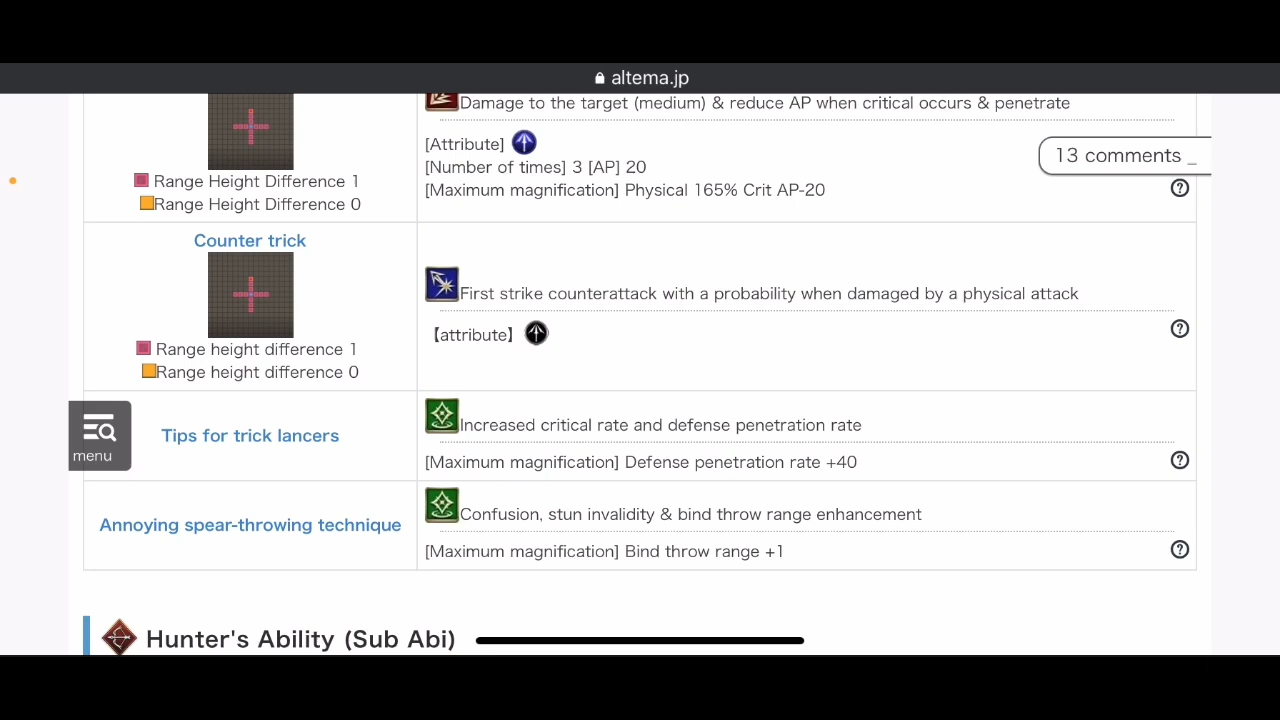 altema.jp
Damage to the target (medium) & reduce AP when critical occurs & penetrate
[Attribute]
13 comments _
[Number of times] 3 [AP] 20
Range Height Difference 1
[Maximum magnification] Physical 165% Crit AP-20
Range Height Difference 0
Counter trick
First strike counterattack with a probability when damaged by a physical attack
【attribute】
Range height difference 1
Range height difference 0
Increased critical rate and defense penetration rate
Tips for trick lancers
menu
[Maximum magnification] Defense penetration rate +40
Confusion, stun invalidity & bind throw range enhancement
Annoying spear-throwing technique
[Maximum magnification] Bind throw range +1
Hunter's Ability (Sub Abi)